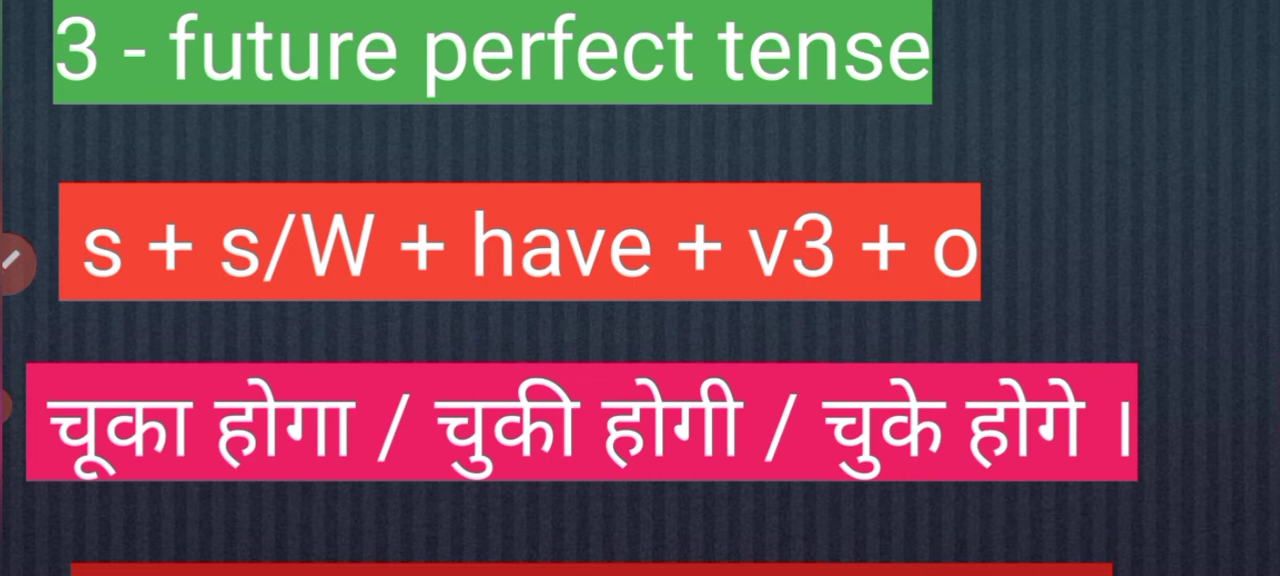 3 - future perfect tense
s + s/W + have + v3 + o
चूका होगा / चुकी होगी / चुके होगे ।